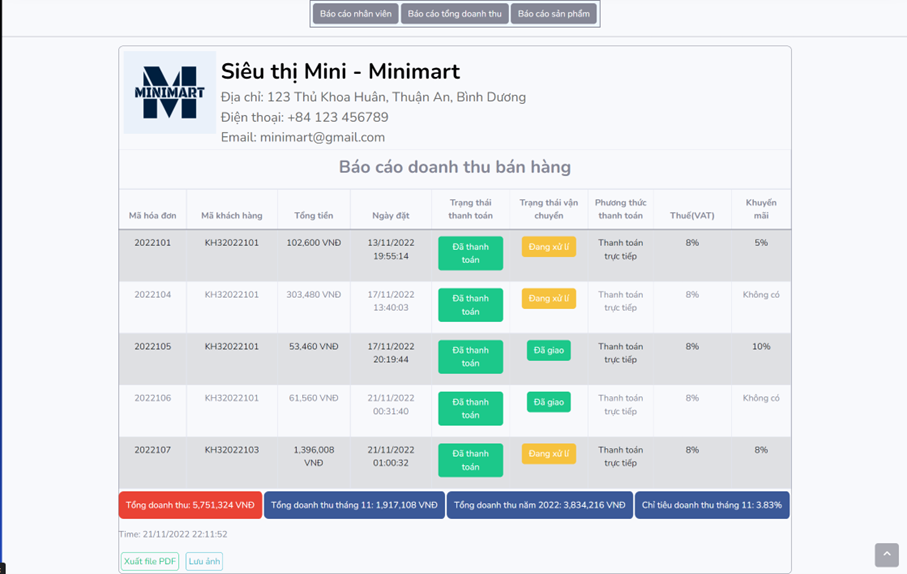 Báo cáo nhân viên Báo cáo tổng doanh thu Báo cáo sản phẩm
MINIMART
Siêu thị Mini - Minimart
Địa chỉ: 123 Thủ Khoa Huân, Thuận An, Bình Dương
Điện thoại: +84 123 456789
Email: minimart@gmail.com
Báo cáo doanh thu bán hàng
Mã hóa đơn Mã khách hàng Tổng tiền Ngày đặt Trạng thái thanh toán Trạng thái vận chuyển Phương thức thanh toán Thuế(VAT) Khuyến mãi
2022101 KH32022101 102,600 VNĐ 13/11/2022 19:55:14 Đã thanh toán Đang xử lí Thanh toán trực tiếp 8% 5%
2022104 KH32022101 303,480 VNĐ 17/11/2022 13:40:03 Đã thanh toán Đang xử lí Thanh toán trực tiếp 8% Không có
2022105 KH32022101 53,460 VNĐ 17/11/2022 20:19:44 Đã thanh toán Đã giao Thanh toán trực tiếp 8% 10%
2022106 KH32022101 61,560 VNĐ 21/11/2022 00:31:40 Đã thanh toán Đã giao Thanh toán trực tiếp 8% Không có
2022107 KH32022103 1,396,008 VNĐ 21/11/2022 01:00:32 Đã thanh toán Đang xử lí Thanh toán trực tiếp 8% 8%
Tổng doanh thu: 5,751,324 VNĐ Tổng doanh thu tháng 11: 1,917,108 VNĐ Tổng doanh thu năm 2022: 3,834,216 VNĐ Chỉ tiêu doanh thu tháng 11: 3.83%
Time: 21/11/2022 22:11:52
Xuất file PDF Lưu ảnh